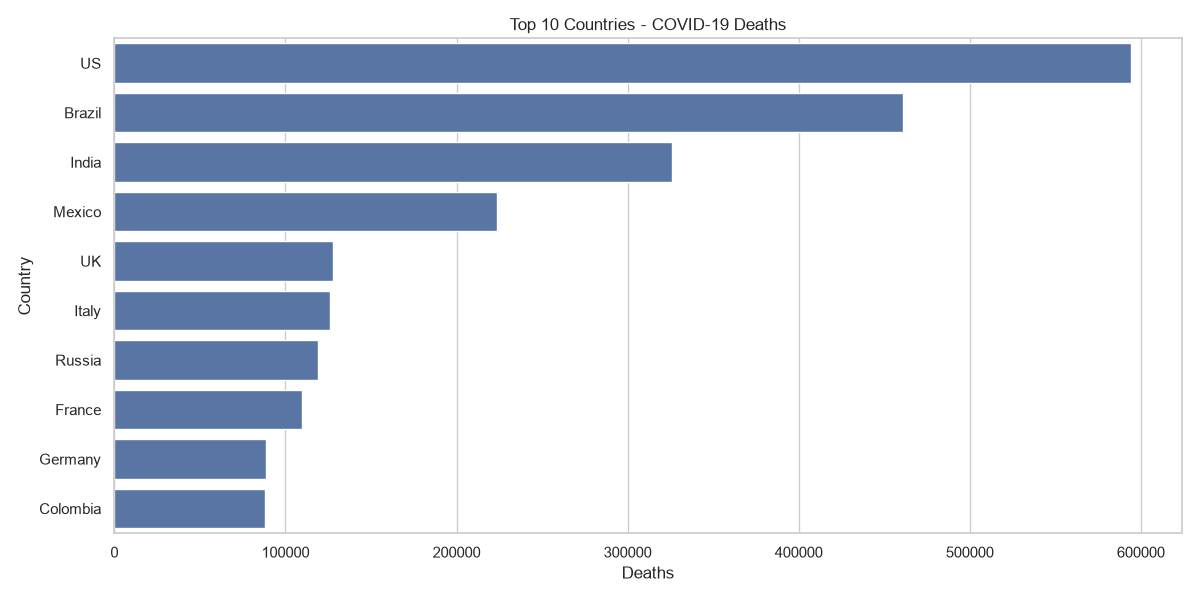 Top 10 Countries - COVID-19 Deaths
US
Brazil
India
Mexico
UK
Italy
Russia
France
Germany
Colombia
Country
0 100000 200000 300000 400000 500000 600000
Deaths